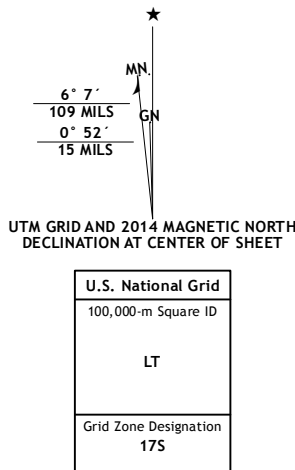 MN.
GN
6° 7´
109 MILS
0° 52´
15 MILS
UTM GRID AND 2014 MAGNETIC NORTH
DECLINATION AT CENTER OF SHEET
U.S. National Grid
100,000-m Square ID
LT
Grid Zone Designation
17S